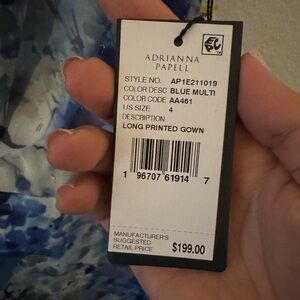 ADRIANNA
PAPELL
STYLE NO. AP1E211019
COLOR DESC BLUE MULTI
COLOR CODE AA461
US SIZE 4
DESCRIPTION
LONG PRINTED GOWN
1 96707 61914 7
MANUFACTURER'S
SUGGESTED
RETAIL PRICE $199.00